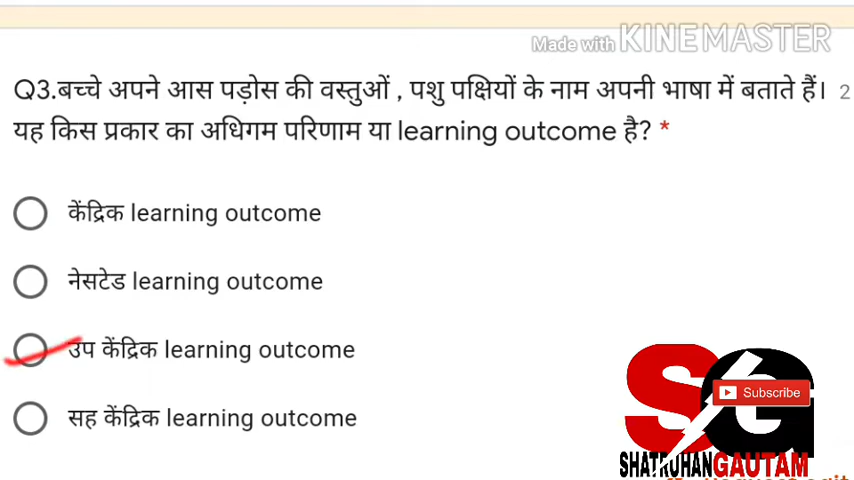 Made with KINEMASTER
Q3.बच्चे अपने आस पड़ोस की वस्तुओं , पशु पक्षियों के नाम अपनी भाषा में बताते हैं। 2
यह किस प्रकार का अधिगम परिणाम या learning outcome है? *
केंद्रिक learning outcome
नेसटेड learning outcome
उप केंद्रिक learning outcome
सह केंद्रिक learning outcome
SG
Subscribe
SHATRUHANGAUTAM